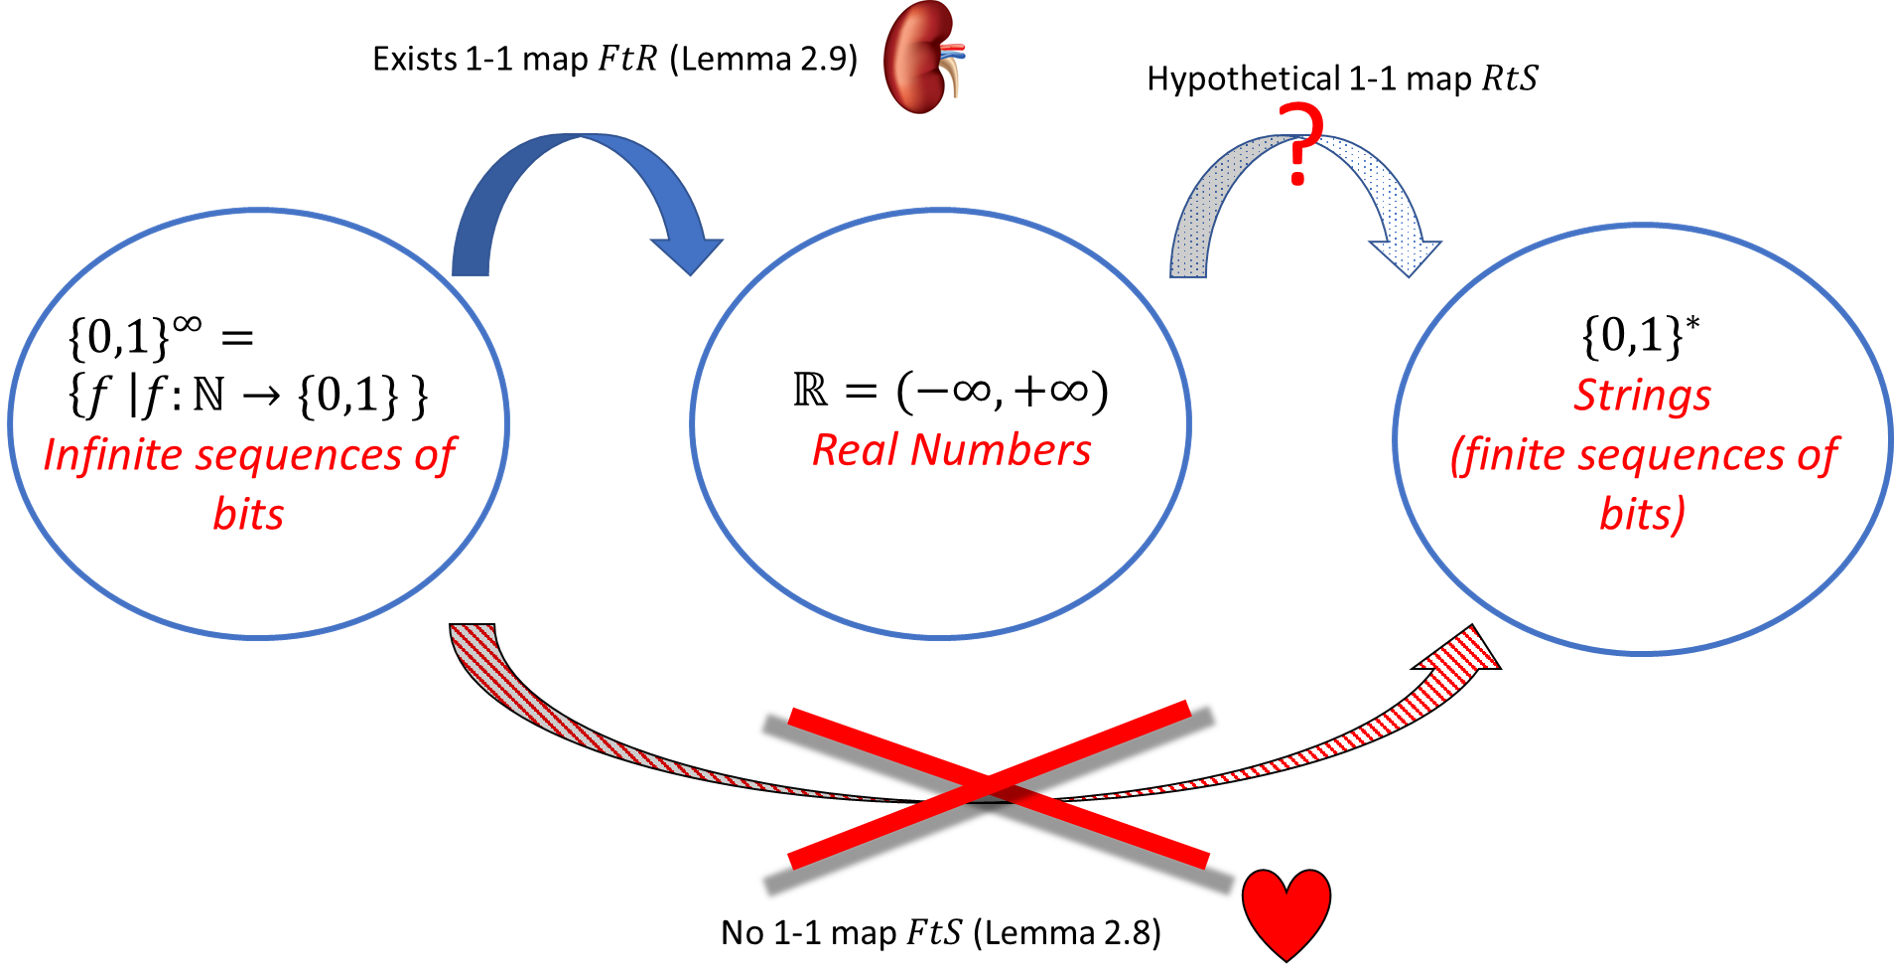 Exists 1-1 map FtR (Lemma 2.9)
Hypothetical 1-1 map RtS
?
{0,1}^∞ =
{f |f: ℕ → {0,1} }
Infinite sequences of
bits
ℝ = (−∞, +∞)
Real Numbers
{0,1}*
Strings
(finite sequences of
bits)
No 1-1 map FtS (Lemma 2.8)